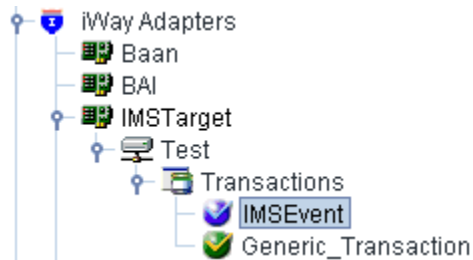 iWay Adapters
Baan
BAI
IMSTarget
Test
Transactions
IMSEvent
Generic_Transaction